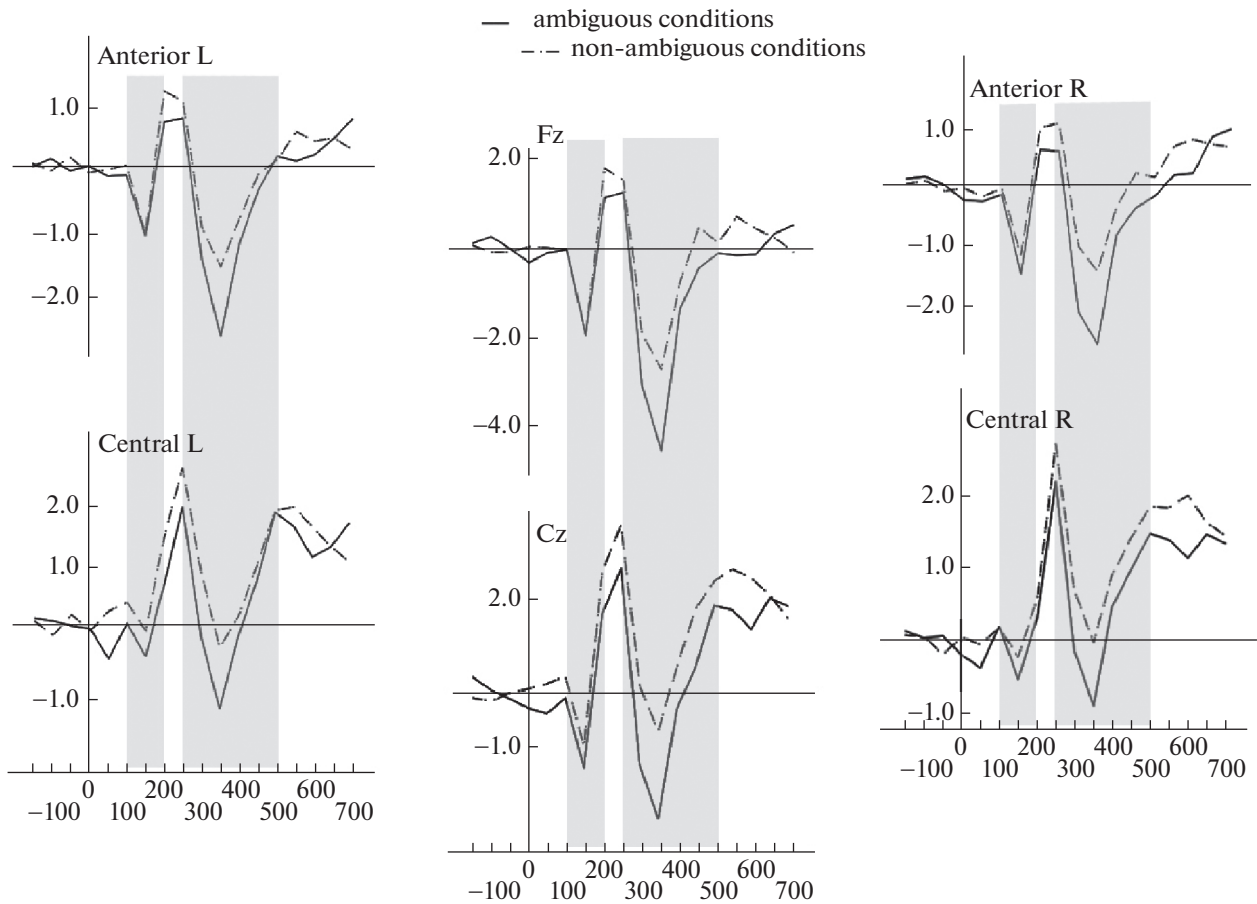 ambiguous conditions
non-ambiguous conditions
Anterior L
1.0
−1.0
−2.0
Fz
2.0
−2.0
−4.0
Anterior R
1.0
−1.0
−2.0
Central L
2.0
1.0
−1.0
0 200 400 600
−100 100 300 500 700
Cz
2.0
−1.0
0 200 400 600
−100 100 300 500 700
Central R
2.0
1.0
−1.0
0 200 400 600
−100 100 300 500 700